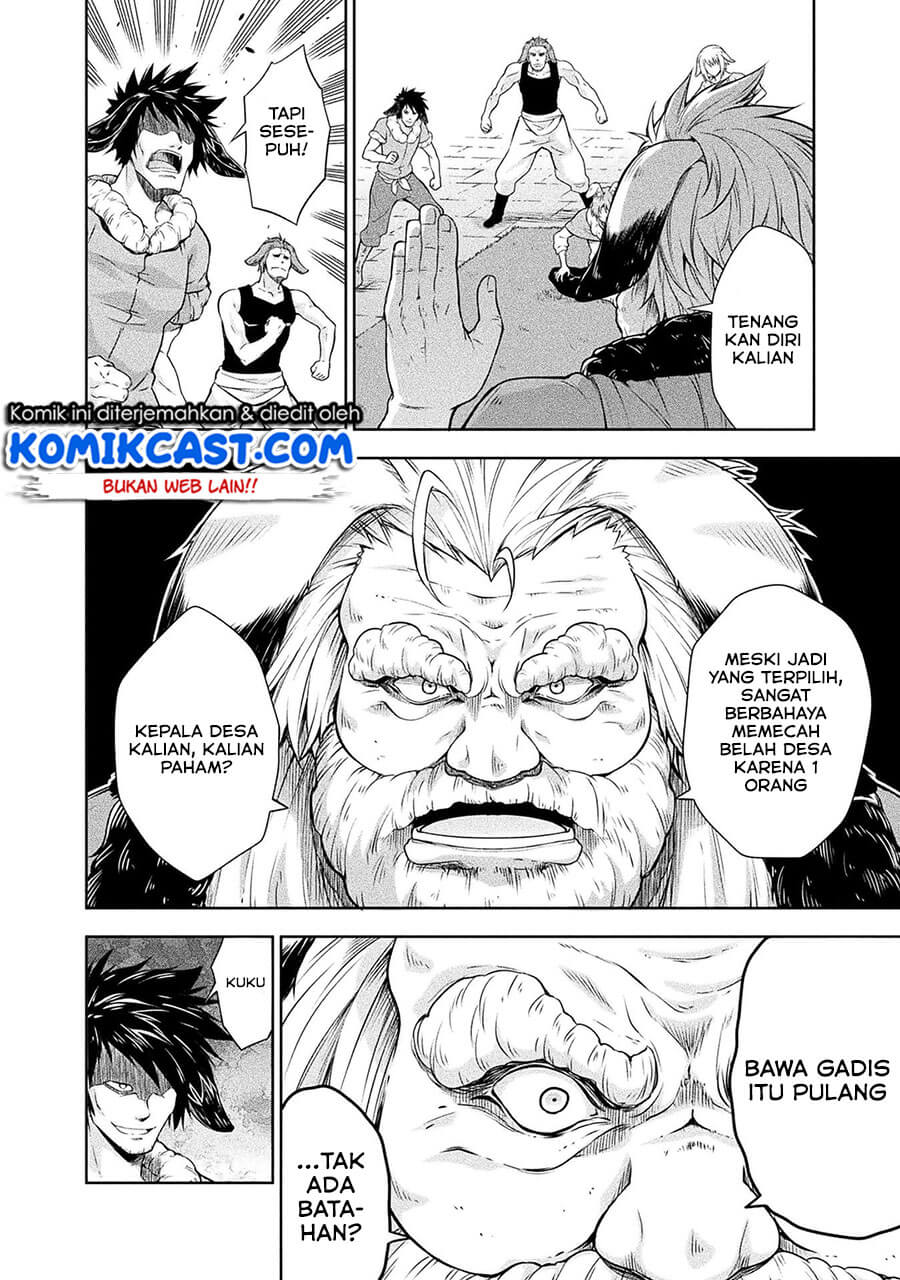 TENANG
KAN DIRI
KALIAN
TAPI
SESE-
PUH!
Komik ini diterjemahkan & diedit oleh
KOMIKCAST.COM
BUKAN WEB LAIN!!
MESKI JADI
YANG TERPILIH,
SANGAT
BERBAHAYA
MEMECAH
BELAH DESA
KARENA 1
ORANG
KEPALA DESA
KALIAN, KALIAN
PAHAM?
BAWA GADIS
ITU PULANG
...TAK
ADA
BATA-
HAN?
KUKU